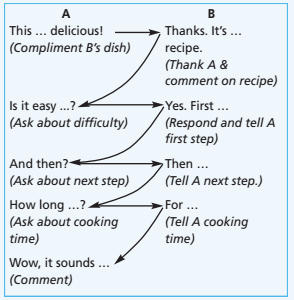 A B
This … delicious! Thanks. It's …
(Compliment B's dish) recipe.
(Thank A &
comment on recipe)
Is it easy ...? Yes. First …
(Ask about difficulty) (Respond and tell A
first step)
And then? Then …
(Ask about next step) (Tell A next step.)
How long …? For …
(Ask about cooking (Tell A cooking
time) time)
Wow, it sounds …
(Comment)